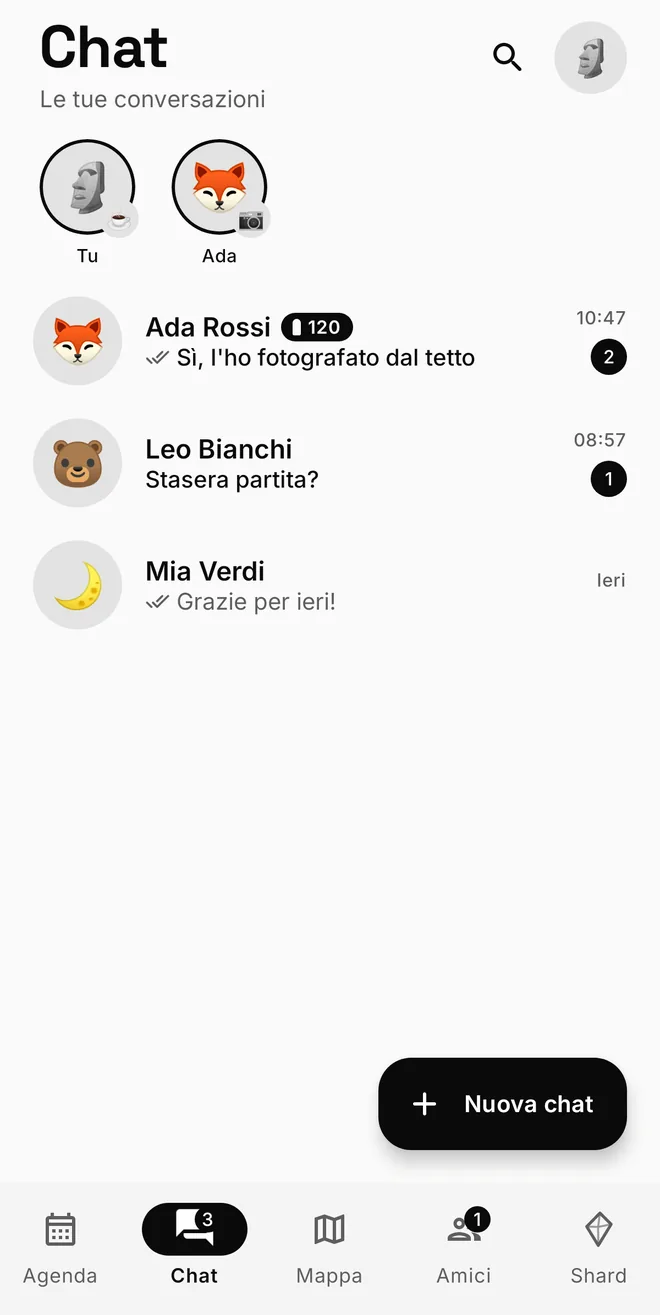 Chat
Le tue conversazioni
Tu
Ada
Ada Rossi 120
10:47
Sì, l'ho fotografato dal tetto
2
Leo Bianchi
08:57
Stasera partita?
1
Mia Verdi
Ieri
Grazie per ieri!
+ Nuova chat
3
1
Agenda
Chat
Mappa
Amici
Shard